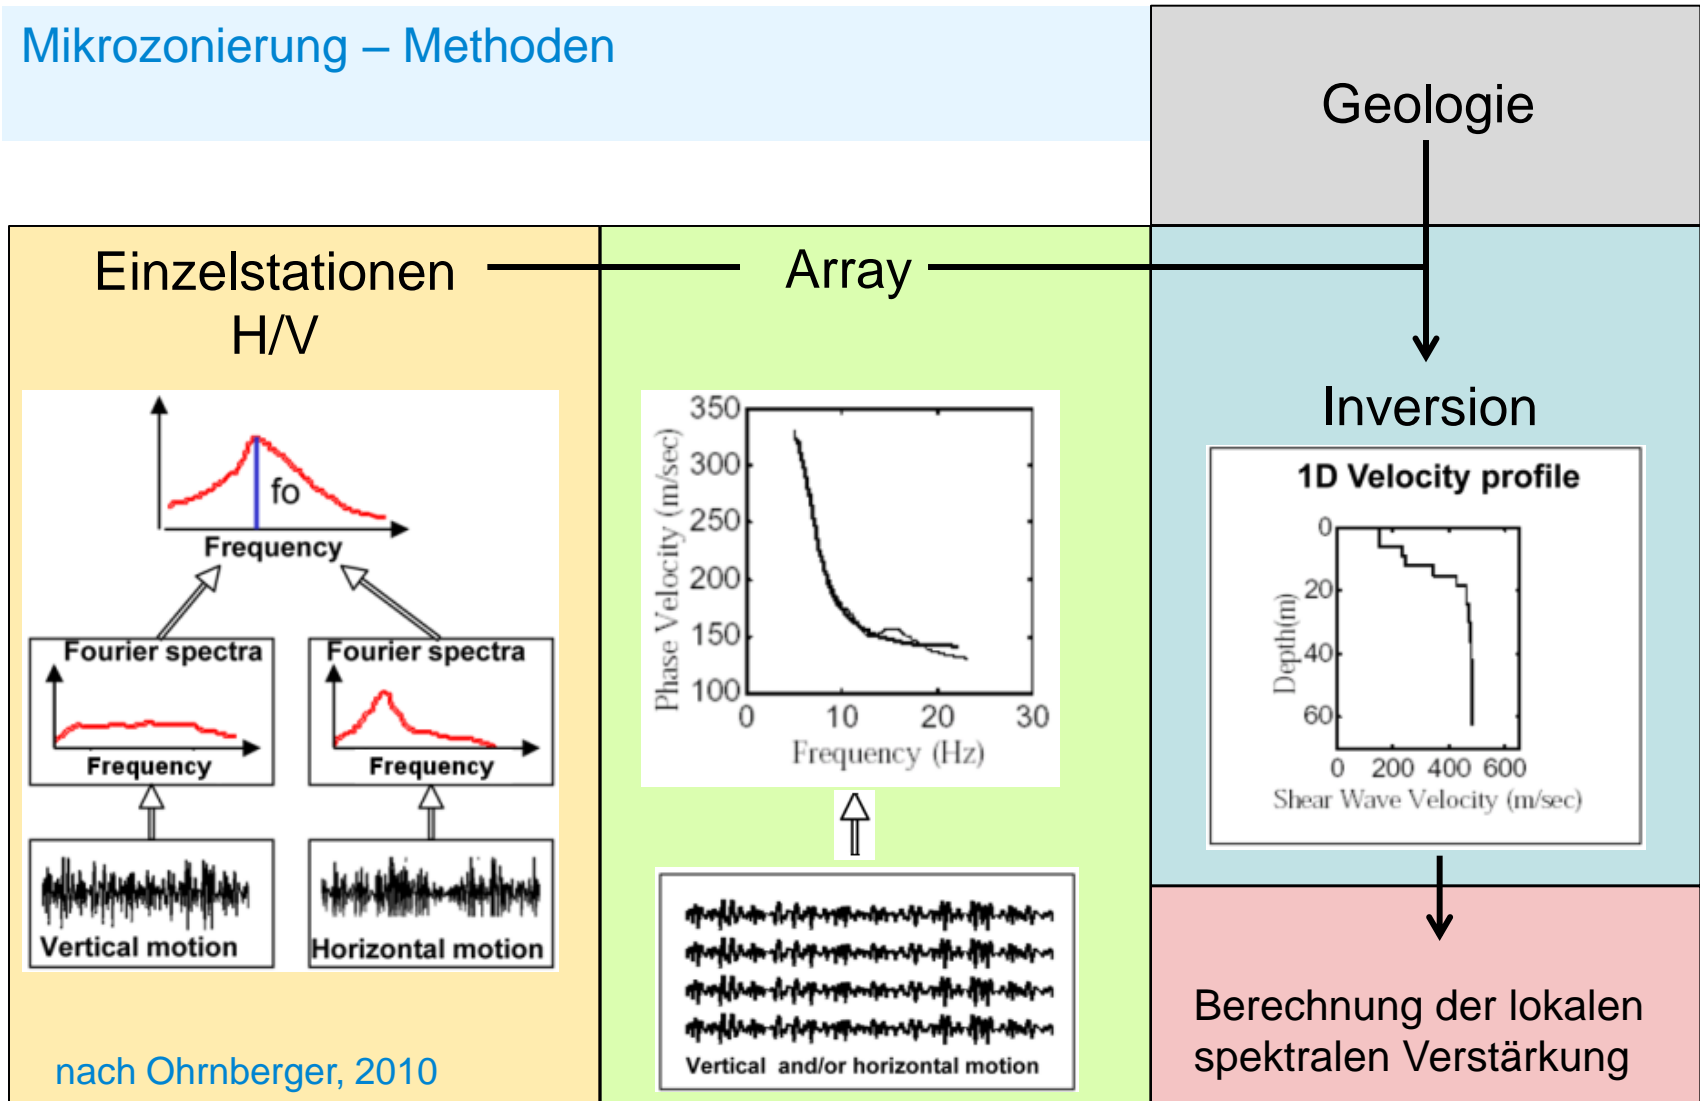 Mikrozonierung – Methoden
Geologie
Einzelstationen
H/V
fo
Frequency
Fourier spectra
Frequency
Fourier spectra
Frequency
Vertical motion
Horizontal motion
nach Ohrnberger, 2010
Array
350
300
250
200
150
100
Phase Velocity (m/sec)
0 10 20 30
Frequency (Hz)
Vertical and/or horizontal motion
Inversion
1D Velocity profile
0
20
40
60
Depth(m)
0 200 400 600
Shear Wave Velocity (m/sec)
Berechnung der lokalen
spektralen Verstärkung